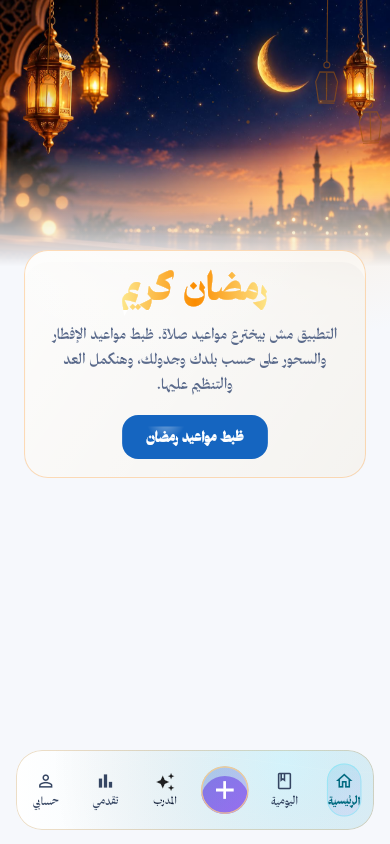 رمضان كريم
التطبيق مش بيخترع مواعيد صلاة. ظبط مواعيد الإفطار
والسحور على حسب بلدك وجدولك، وهنكمل العد
والتنظيم عليها.
ظبط مواعيد رمضان
الرئيسية
اليومية
المدرب
تقدمي
حسابي